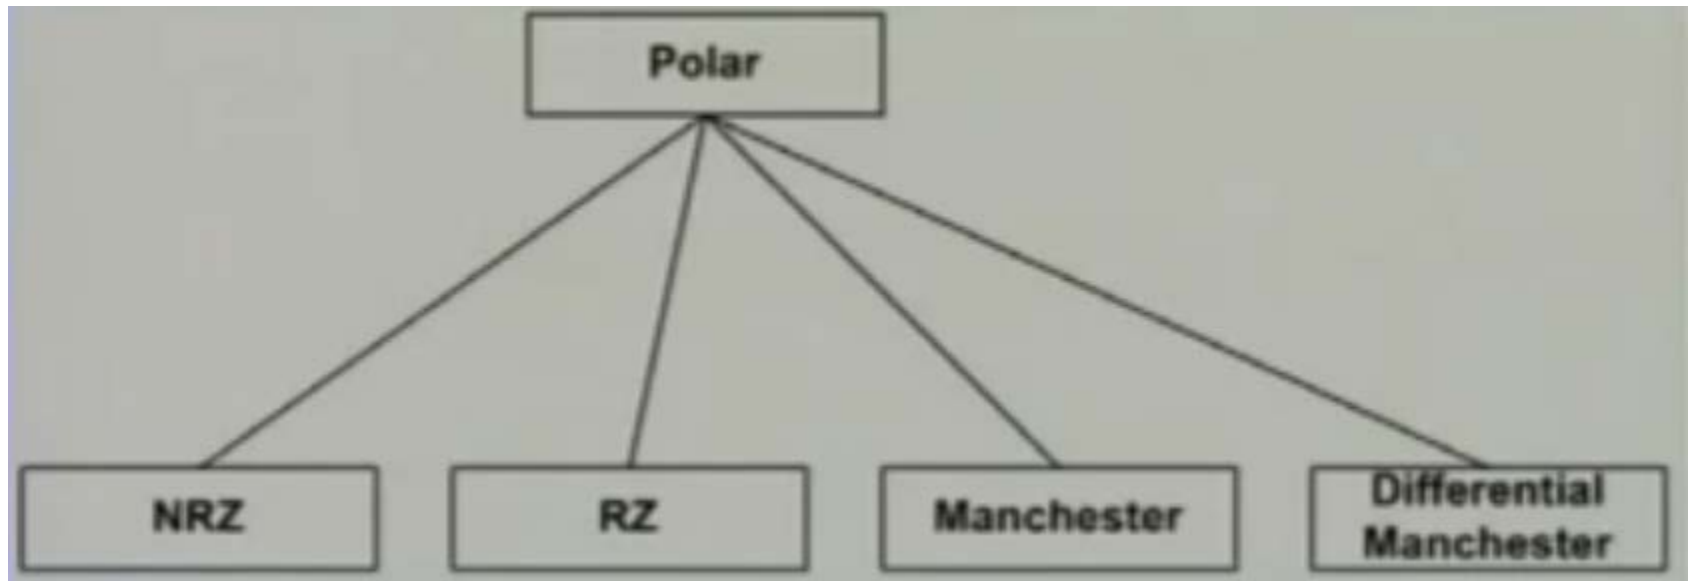 Polar
NRZ
RZ
Manchester
Differential
Manchester